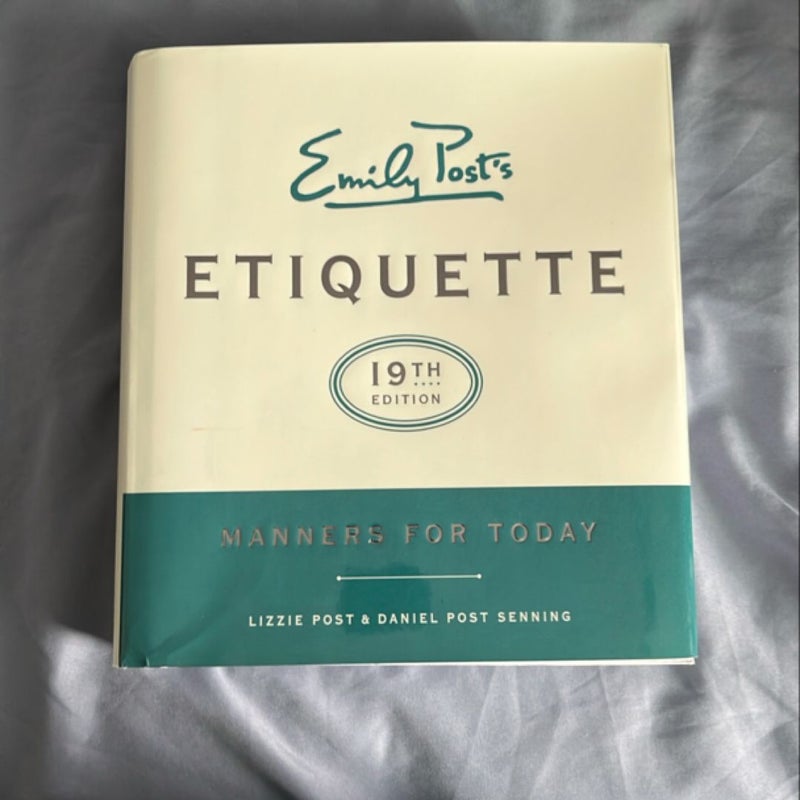 Emily Post's
ETIQUETTE
19TH
EDITION
MANNERS FOR TODAY
LIZZIE POST & DANIEL POST SENNING